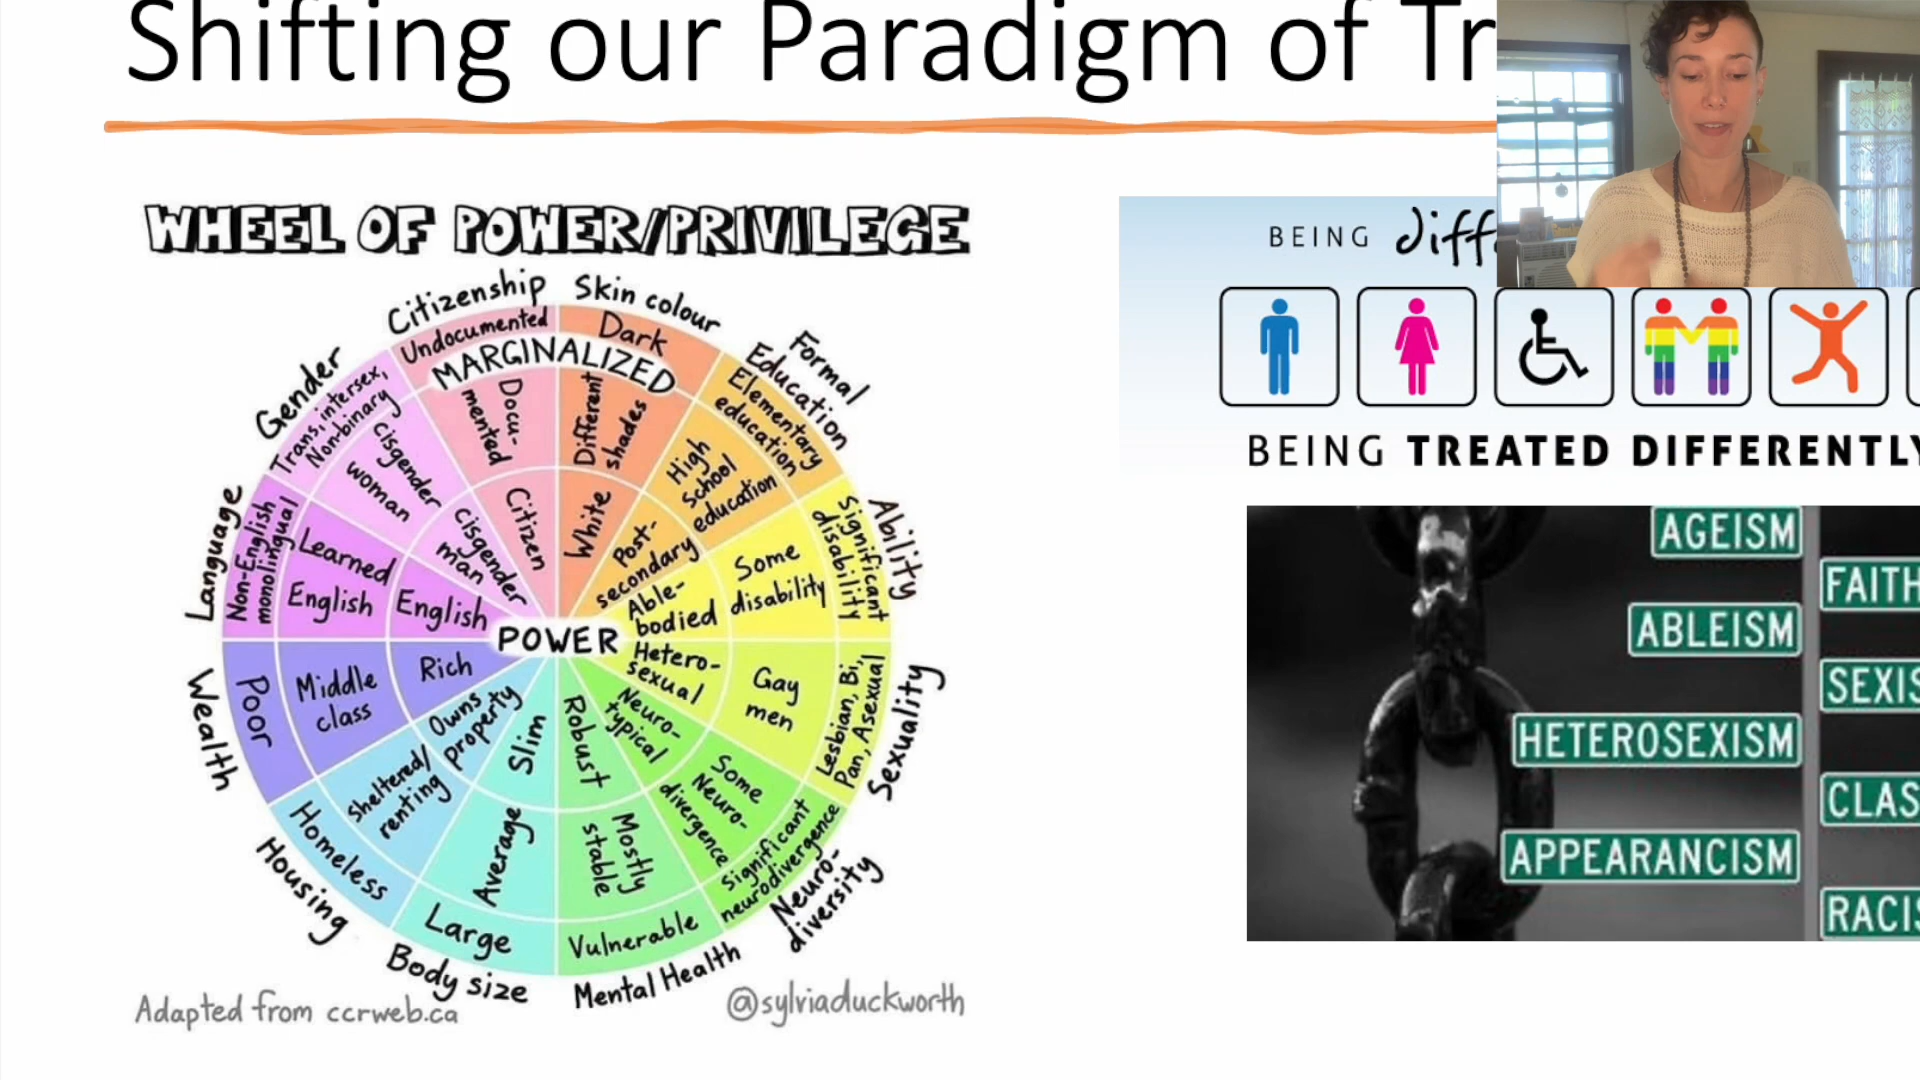 Shifting our Paradigm of Tr
WHEEL OF POWER/PRIVILEGE
Citizenship
Undocumented
Docu-
mented
Citizen
Skin colour
Dark
Different
shades
White
Formal
Education
Elementary
education
High
School
education
Post-
secondary
Ability
Significant
disability
Some
disability
Able-
bodied
Sexuality
Lesbian, Bi,
Pan, Asexual
Gay
men
Hetero-
sexual
Neuro-
diversity
Significant
neurodivergence
Some
Neuro-
divergence
Neuro-
typical
Mental Health
Vulnerable
Mostly
stable
Robust
Body size
Large
Average
Slim
Housing
Homeless
Sheltered/
renting
Owns
property
Wealth
Poor
Middle
class
Rich
Language
Non-English
monolingual
Learned
English
English
Gender
Trans, intersex,
Non-binary
cisgender
woman
cisgender
man
MARGINALIZED
POWER
Adapted from ccrweb.ca
@sylviaduckworth
BEING diff
BEING TREATED DIFFERENTLY
AGEISM
FAITH
ABLEISM
SEXIS
HETEROSEXISM
CLAS
APPEARANCISM
RACIS